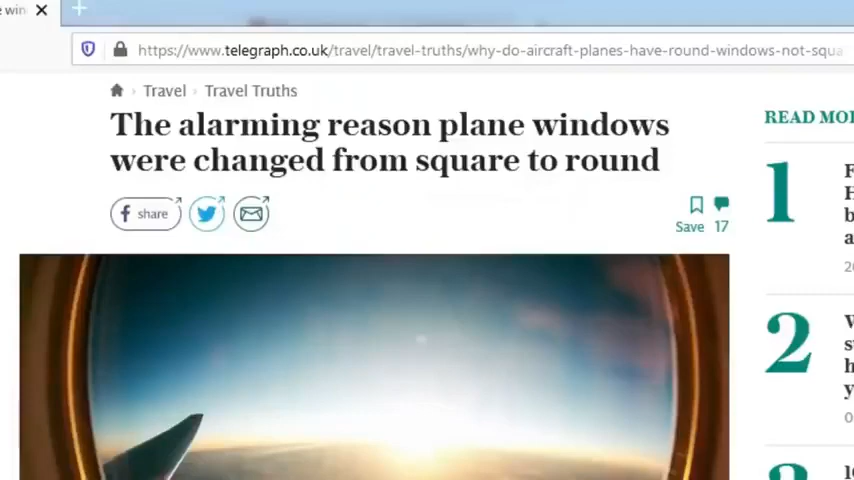 https://www.telegraph.co.uk/travel/travel-truths/why-do-aircraft-planes-have-round-windows-not-squa
Travel › Travel Truths
The alarming reason plane windows
were changed from square to round
READ MO
share
Save 17
1
2